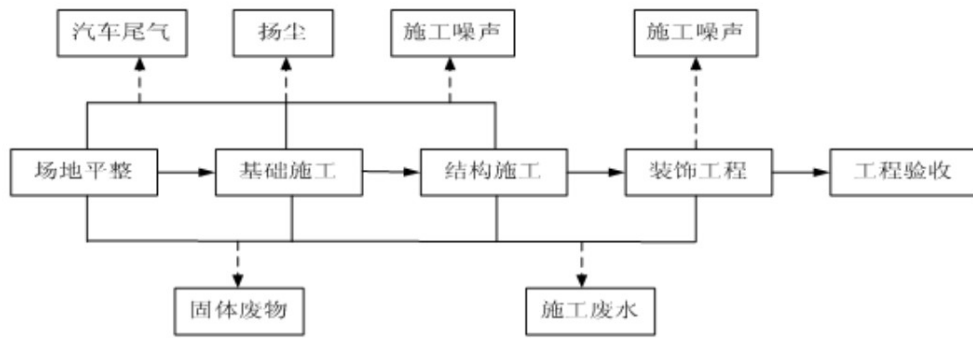 汽车尾气
扬尘
施工噪声
施工噪声
场地平整
基础施工
结构施工
装饰工程
工程验收
固体废物
施工废水